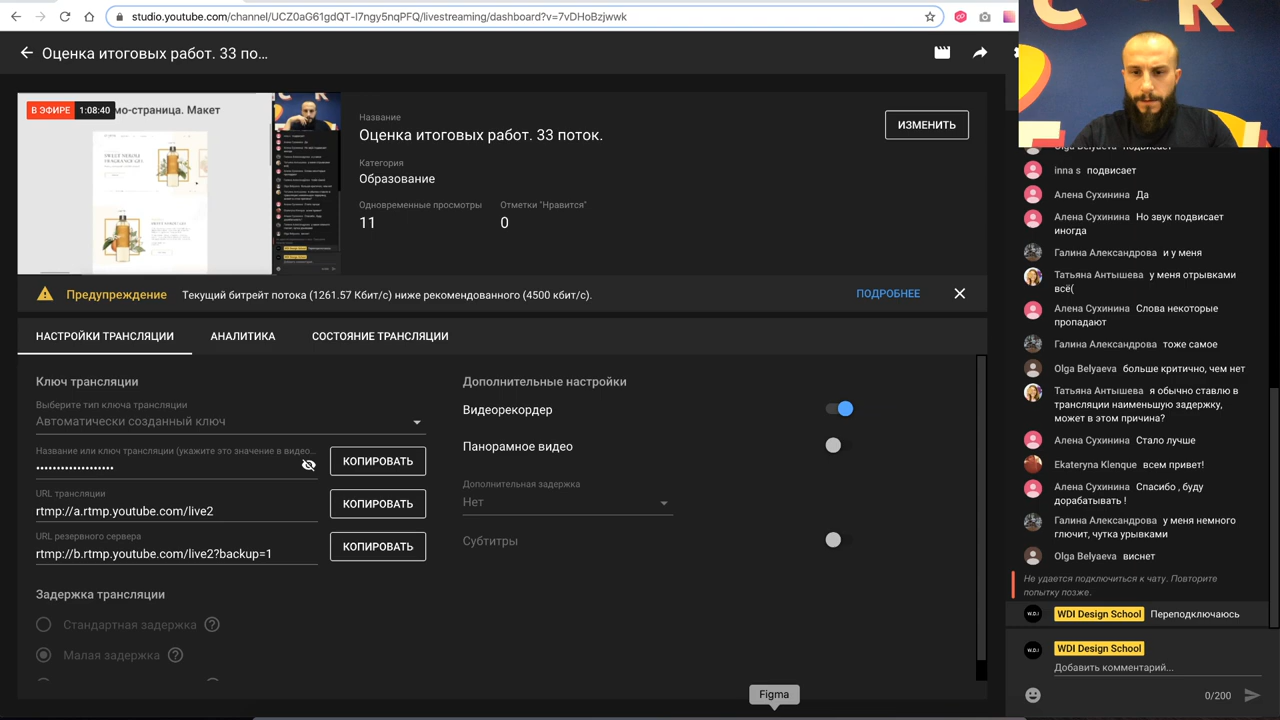 studio.youtube.com/channel/UCZ0aG61gdQT-I7ngy5nqPFQ/livestreaming/dashboard?v=7vDHoBzjwwk
Оценка итоговых работ. 33 по...
В ЭФИРЕ 1:08:40
мо-страница. Макет
Название
Оценка итоговых работ. 33 поток.
ИЗМЕНИТЬ
Категория
Образование
Одновременные просмотры
Отметки "Нравится"
11
0
Предупреждение
Текущий битрейт потока (1261.57 Кбит/с) ниже рекомендованного (4500 кбит/с).
ПОДРОБНЕЕ
НАСТРОЙКИ ТРАНСЛЯЦИИ
АНАЛИТИКА
СОСТОЯНИЕ ТРАНСЛЯЦИИ
Ключ трансляции
Выберите тип ключа трансляции
Автоматически созданный ключ
Название или ключ трансляции (укажите это значение в видео...
••••••••••••••••••
КОПИРОВАТЬ
URL трансляции
rtmp://a.rtmp.youtube.com/live2
КОПИРОВАТЬ
URL резервного сервера
rtmp://b.rtmp.youtube.com/live2?backup=1
КОПИРОВАТЬ
Задержка трансляции
Стандартная задержка
Малая задержка
Дополнительные настройки
Видеорекордер
Панорамное видео
Дополнительная задержка
Нет
Субтитры
Figma
Olga Belyaeva подвисает
inna s подвисает
Алена Сухинина Да
Алена Сухинина Но звук подвисает
иногда
Галина Александрова и у меня
Татьяна Антышева у меня отрывками
всё(
Алена Сухинина Слова некоторые
пропадают
Галина Александрова тоже самое
Olga Belyaeva больше критично, чем нет
Татьяна Антышева я обычно ставлю в
трансляции наименьшую задержку,
может в этом причина?
Алена Сухинина Стало лучше
Ekateryna Klenque всем привет!
Алена Сухинина Спасибо , буду
дорабатывать !
Галина Александрова у меня немного
глючит, чутка урывками
Olga Belyaeva виснет
Не удается подключиться к чату. Повторите
попытку позже.
W.D.I WDI Design School Переподключаюсь
W.D.I WDI Design School
Добавить комментарий...
0/200